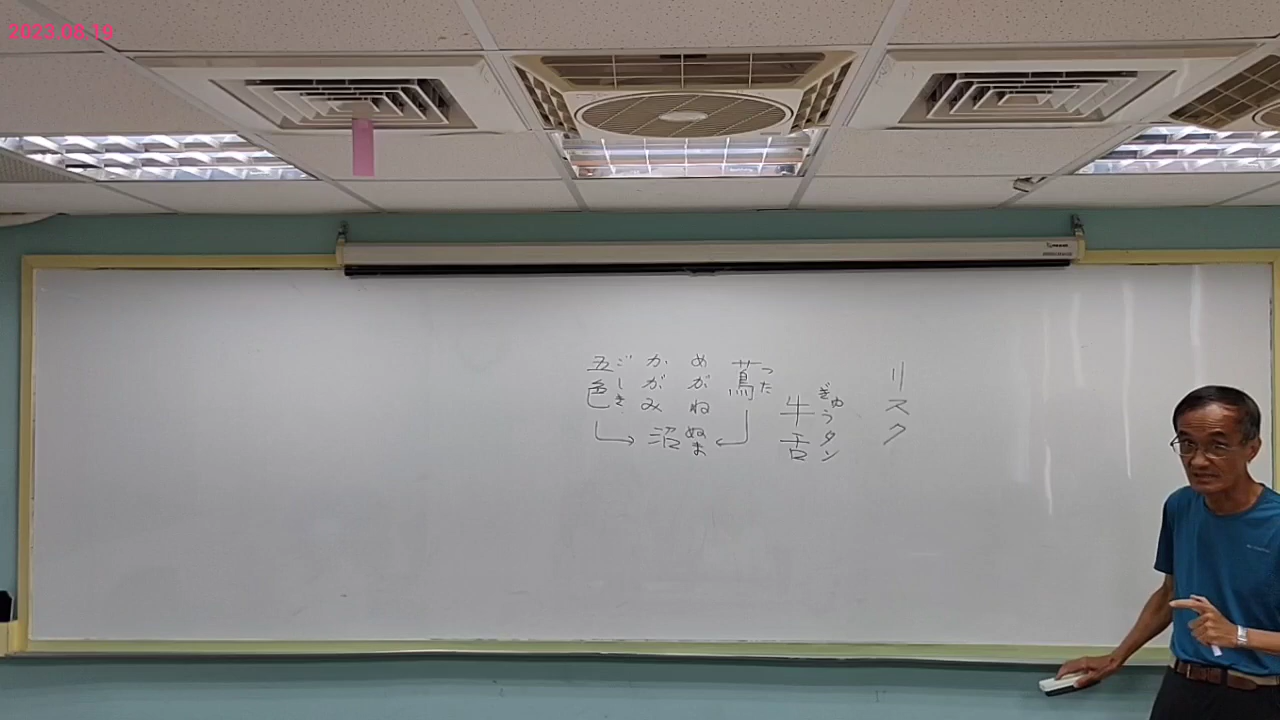 2023.08.19
リスク
ぎゅうタン
牛舌
つた
蔦
めがね
ぬま
沼
かがみ
ごしき
五色